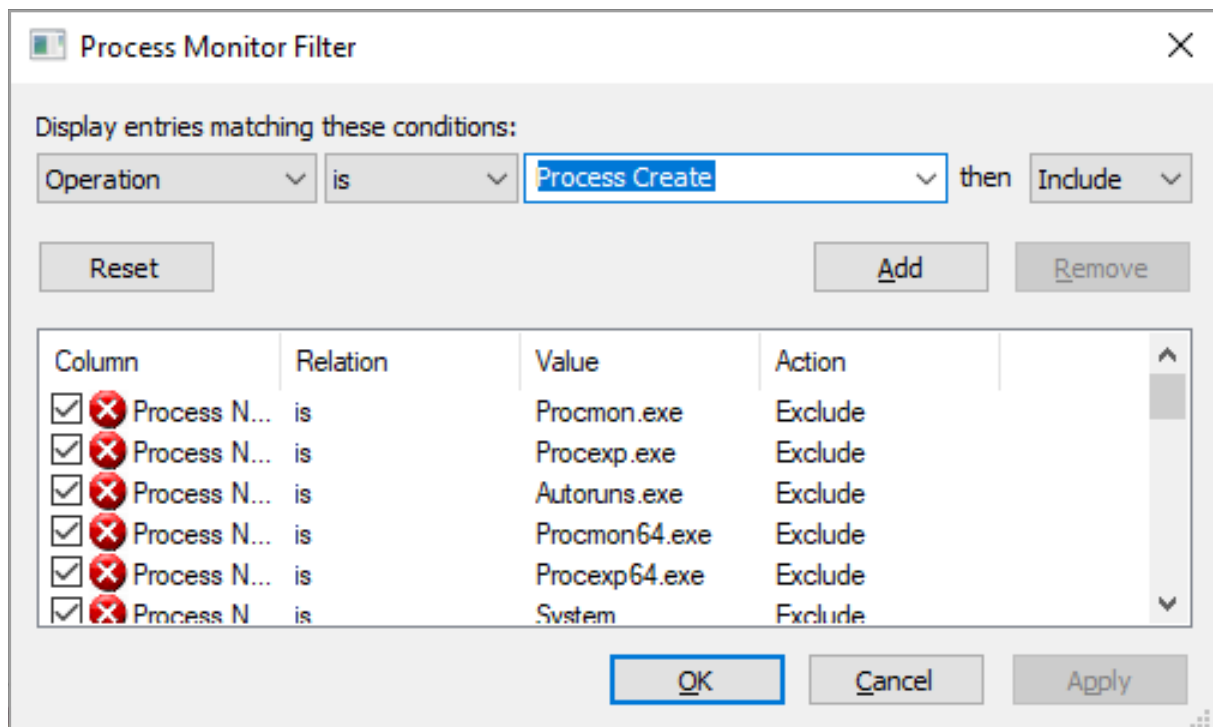 Process Monitor Filter
Display entries matching these conditions:
Operation is Process Create then Include
Reset Add Remove
Column Relation Value Action
Process N... is Procmon.exe Exclude
Process N... is Procexp.exe Exclude
Process N... is Autoruns.exe Exclude
Process N... is Procmon64.exe Exclude
Process N... is Procexp64.exe Exclude
Process N is System Exclude
OK Cancel Apply